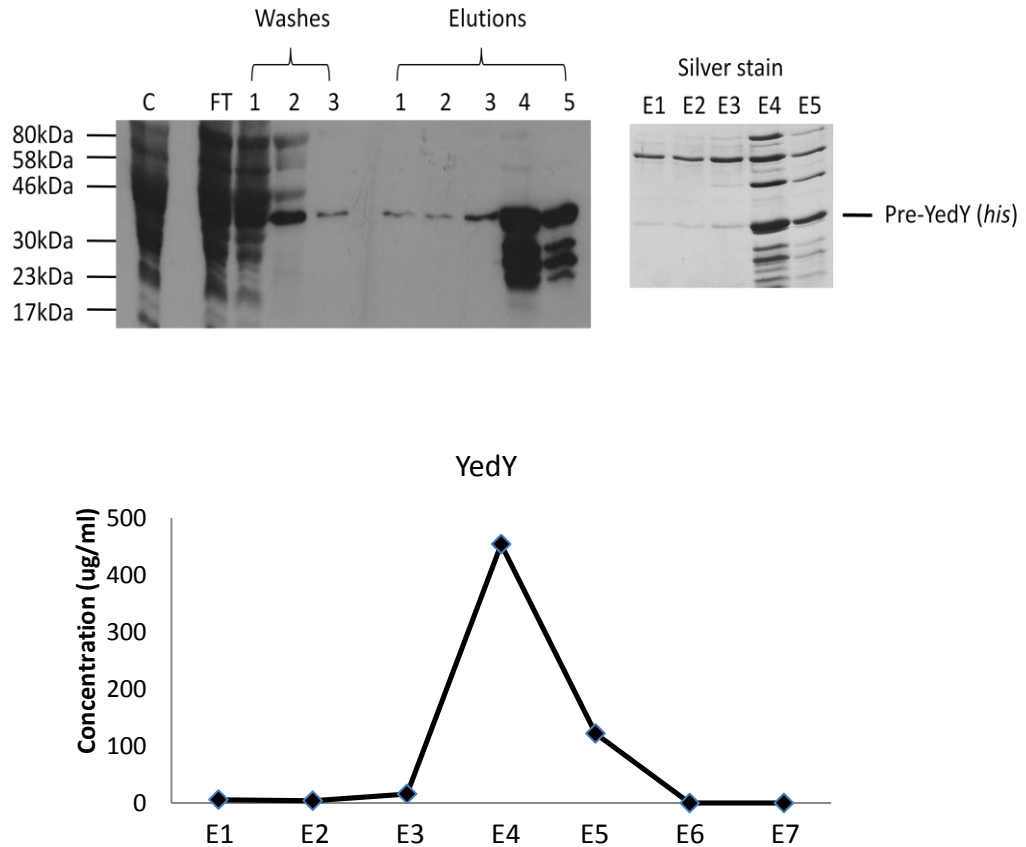 Washes
Elutions
C FT 1 2 3 1 2 3 4 5
80kDa
58kDa
46kDa
30kDa
23kDa
17kDa
Silver stain
E1 E2 E3 E4 E5
Pre-YedY (his)
YedY
Concentration (ug/ml)
500
400
300
200
100
0
E1 E2 E3 E4 E5 E6 E7